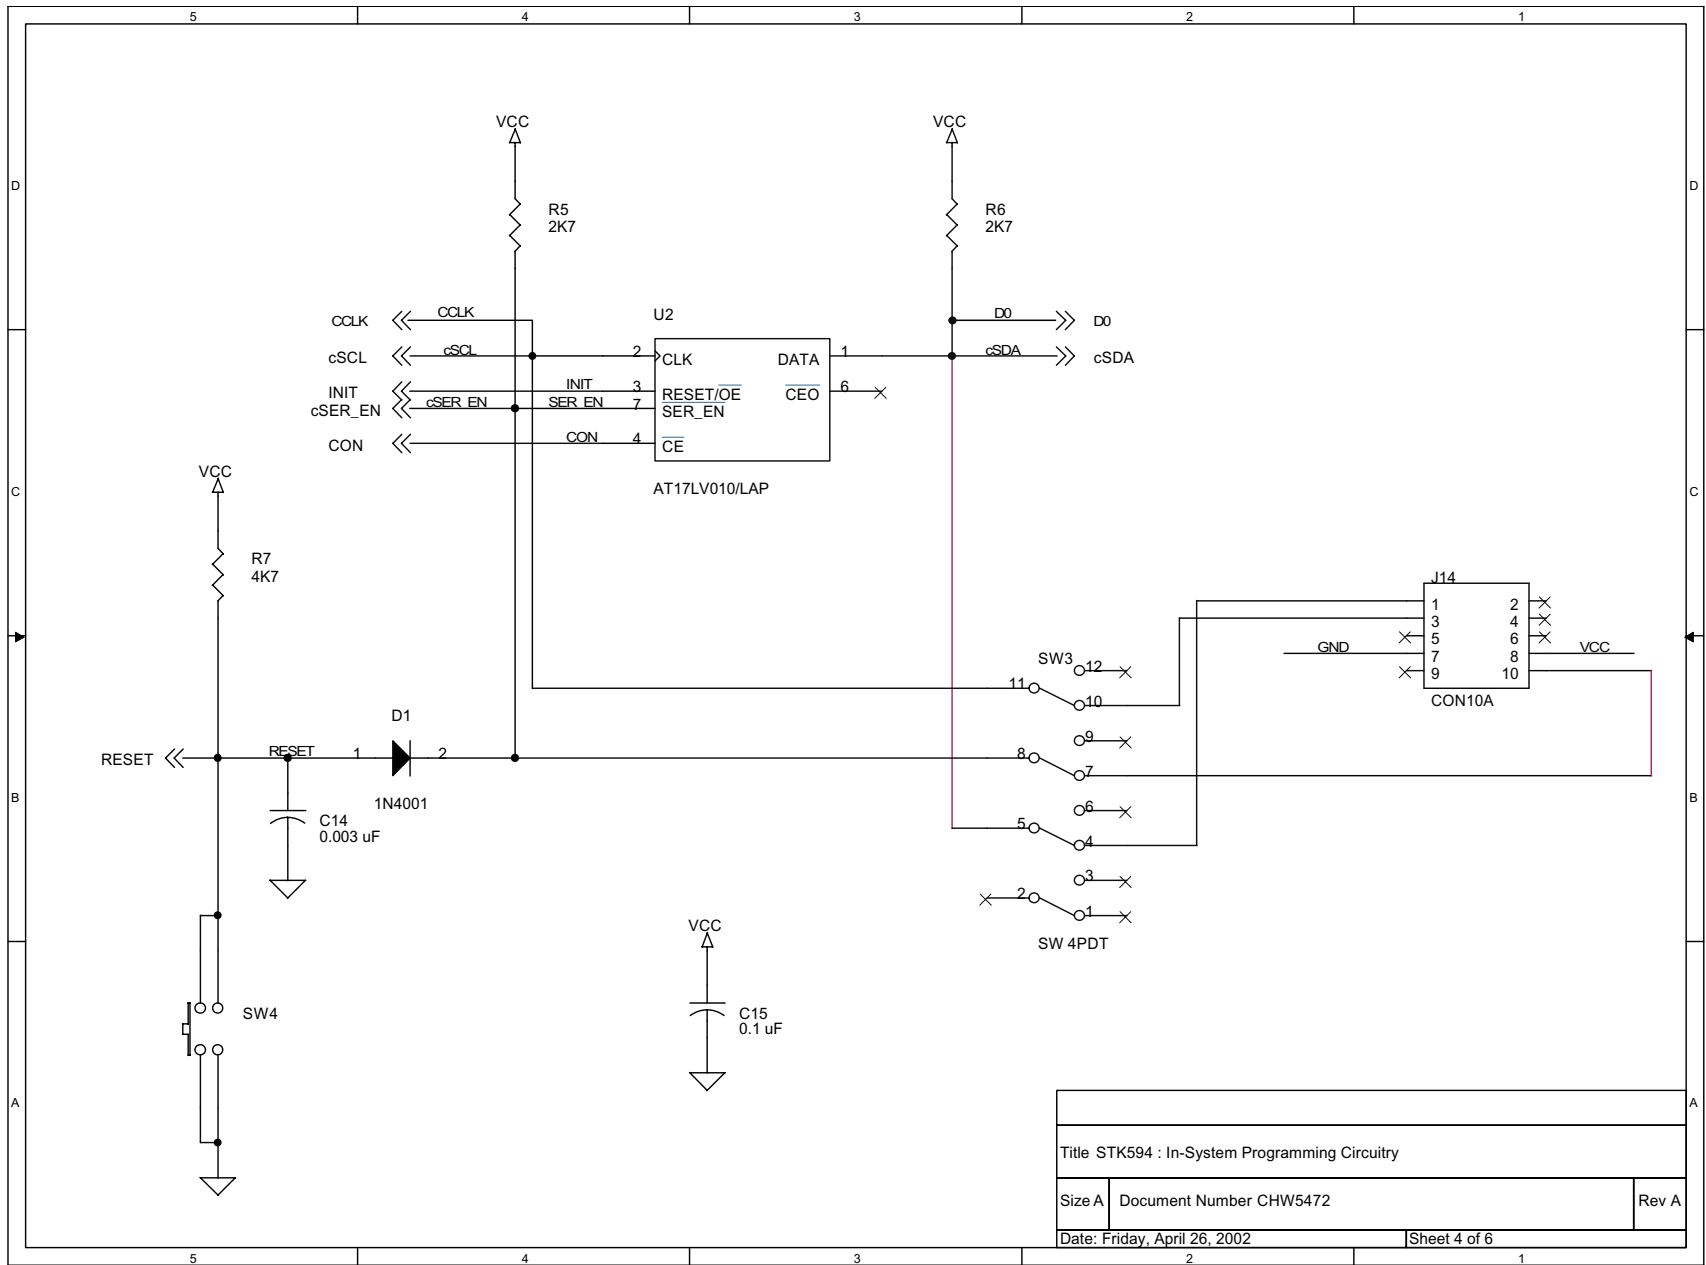 5 4 3 2 1
D D
C C
B B
A A
VCC
VCC
R5
2K7
R6
2K7
U2
CCLK CCLK
D0 D0
cSCL cSCL 2 CLK DATA 1 cSDA cSDA
INIT INIT 3 RESET/OE CEO 6
cSER_EN cSER EN SER EN 7 SER_EN
CON CON 4 CE
AT17LV010/LAP
VCC
R7
4K7
J14
1 2
3 4
5 6
GND 7 8 VCC
9 10
CON10A
SW3 12
11
10
9
8
7
6
5
4
3
2
1
SW 4PDT
D1
RESET RESET 1 2
1N4001
C14
0.003 uF
SW4
VCC
C15
0.1 uF
Title STK594 : In-System Programming Circuitry
Size A Document Number CHW5472 Rev A
Date: Friday, April 26, 2002 Sheet 4 of 6
5 4 3 2 1